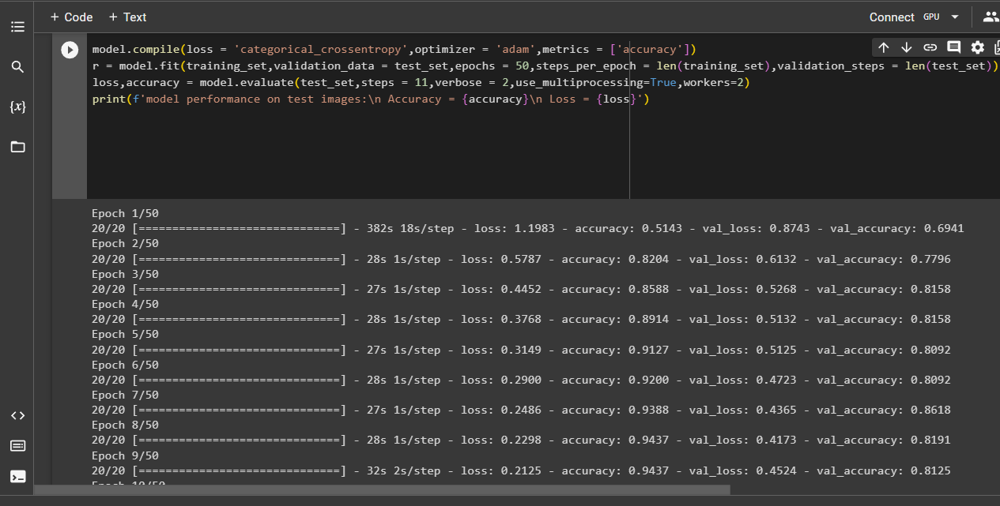 + Code + Text Connect GPU
model.compile(loss = 'categorical_crossentropy',optimizer = 'adam',metrics = ['accuracy'])
r = model.fit(training_set,validation_data = test_set,epochs = 50,steps_per_epoch = len(training_set),validation_steps = len(test_set))
loss,accuracy = model.evaluate(test_set,steps = 11,verbose = 2,use_multiprocessing=True,workers=2)
print(f'model performance on test images:\n Accuracy = {accuracy}\n Loss = {loss}')
{x}
Epoch 1/50
20/20 [==============================] - 382s 18s/step - loss: 1.1983 - accuracy: 0.5143 - val_loss: 0.8743 - val_accuracy: 0.6941
Epoch 2/50
20/20 [==============================] - 28s 1s/step - loss: 0.5787 - accuracy: 0.8204 - val_loss: 0.6132 - val_accuracy: 0.7796
Epoch 3/50
20/20 [==============================] - 27s 1s/step - loss: 0.4452 - accuracy: 0.8588 - val_loss: 0.5268 - val_accuracy: 0.8158
Epoch 4/50
20/20 [==============================] - 28s 1s/step - loss: 0.3768 - accuracy: 0.8914 - val_loss: 0.5132 - val_accuracy: 0.8158
Epoch 5/50
20/20 [==============================] - 27s 1s/step - loss: 0.3149 - accuracy: 0.9127 - val_loss: 0.5125 - val_accuracy: 0.8092
Epoch 6/50
20/20 [==============================] - 28s 1s/step - loss: 0.2900 - accuracy: 0.9200 - val_loss: 0.4723 - val_accuracy: 0.8092
Epoch 7/50
20/20 [==============================] - 27s 1s/step - loss: 0.2486 - accuracy: 0.9388 - val_loss: 0.4365 - val_accuracy: 0.8618
Epoch 8/50
20/20 [==============================] - 28s 1s/step - loss: 0.2298 - accuracy: 0.9437 - val_loss: 0.4173 - val_accuracy: 0.8191
Epoch 9/50
20/20 [==============================] - 32s 2s/step - loss: 0.2125 - accuracy: 0.9437 - val_loss: 0.4524 - val_accuracy: 0.8125
Epoch 10/50